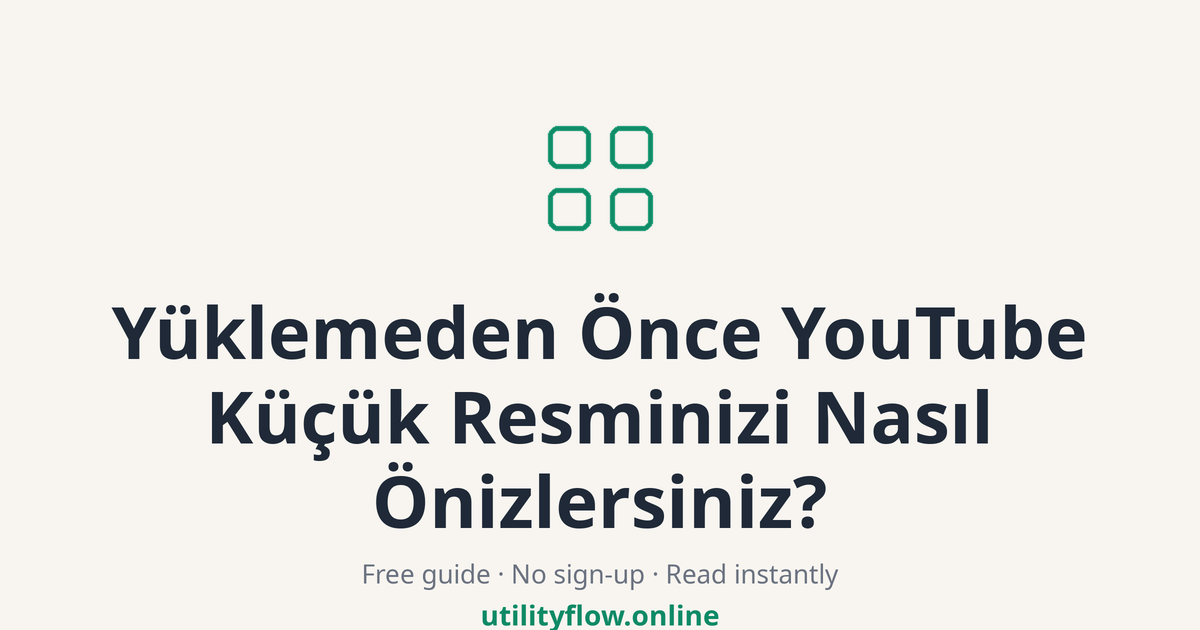 Yüklemeden Önce YouTube
Küçük Resminizi Nasıl
Önizlersiniz?
Free guide · No sign-up · Read instantly
utilityflow.online